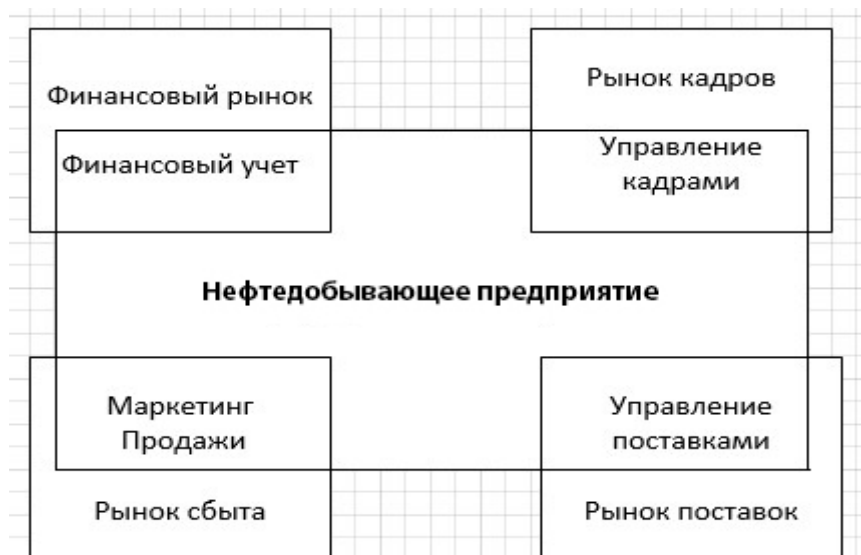 Финансовый рынок
Финансовый учет
Рынок кадров
Управление
кадрами
Нефтедобывающее предприятие
Маркетинг
Продажи
Рынок сбыта
Управление
поставками
Рынок поставок